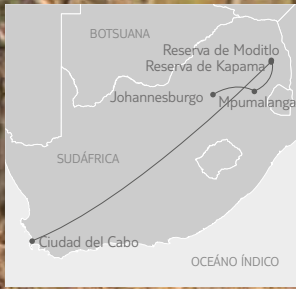 BOTSUANA
Reserva de Moditlo
Reserva de Kapama
Johannesburgo
Mpumalanga
SUDÁFRICA
Ciudad del Cabo
OCEÁNO ÍNDICO